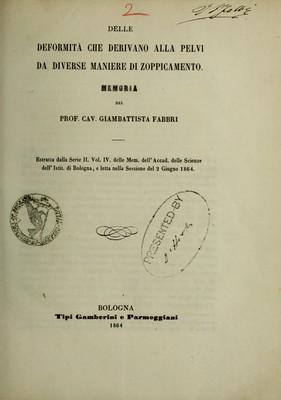 2
DELLE
DEFORMITÀ CHE DERIVANO ALLA PELVI
DA DIVERSE MANIERE DI ZOPPICAMENTO.
MEMORIA
DEL
PROF. CAV. GIAMBATTISTA FABBRI
Estratta dalla Serie II. Vol. IV. delle Mem. dell'Accad. delle Scienze
dell'Istit. di Bologna, e letta nella Sessione del 2 Giugno 1864.
PRESENTED BY
BOLOGNA
Tipi Gamberini e Parmeggiani
1864